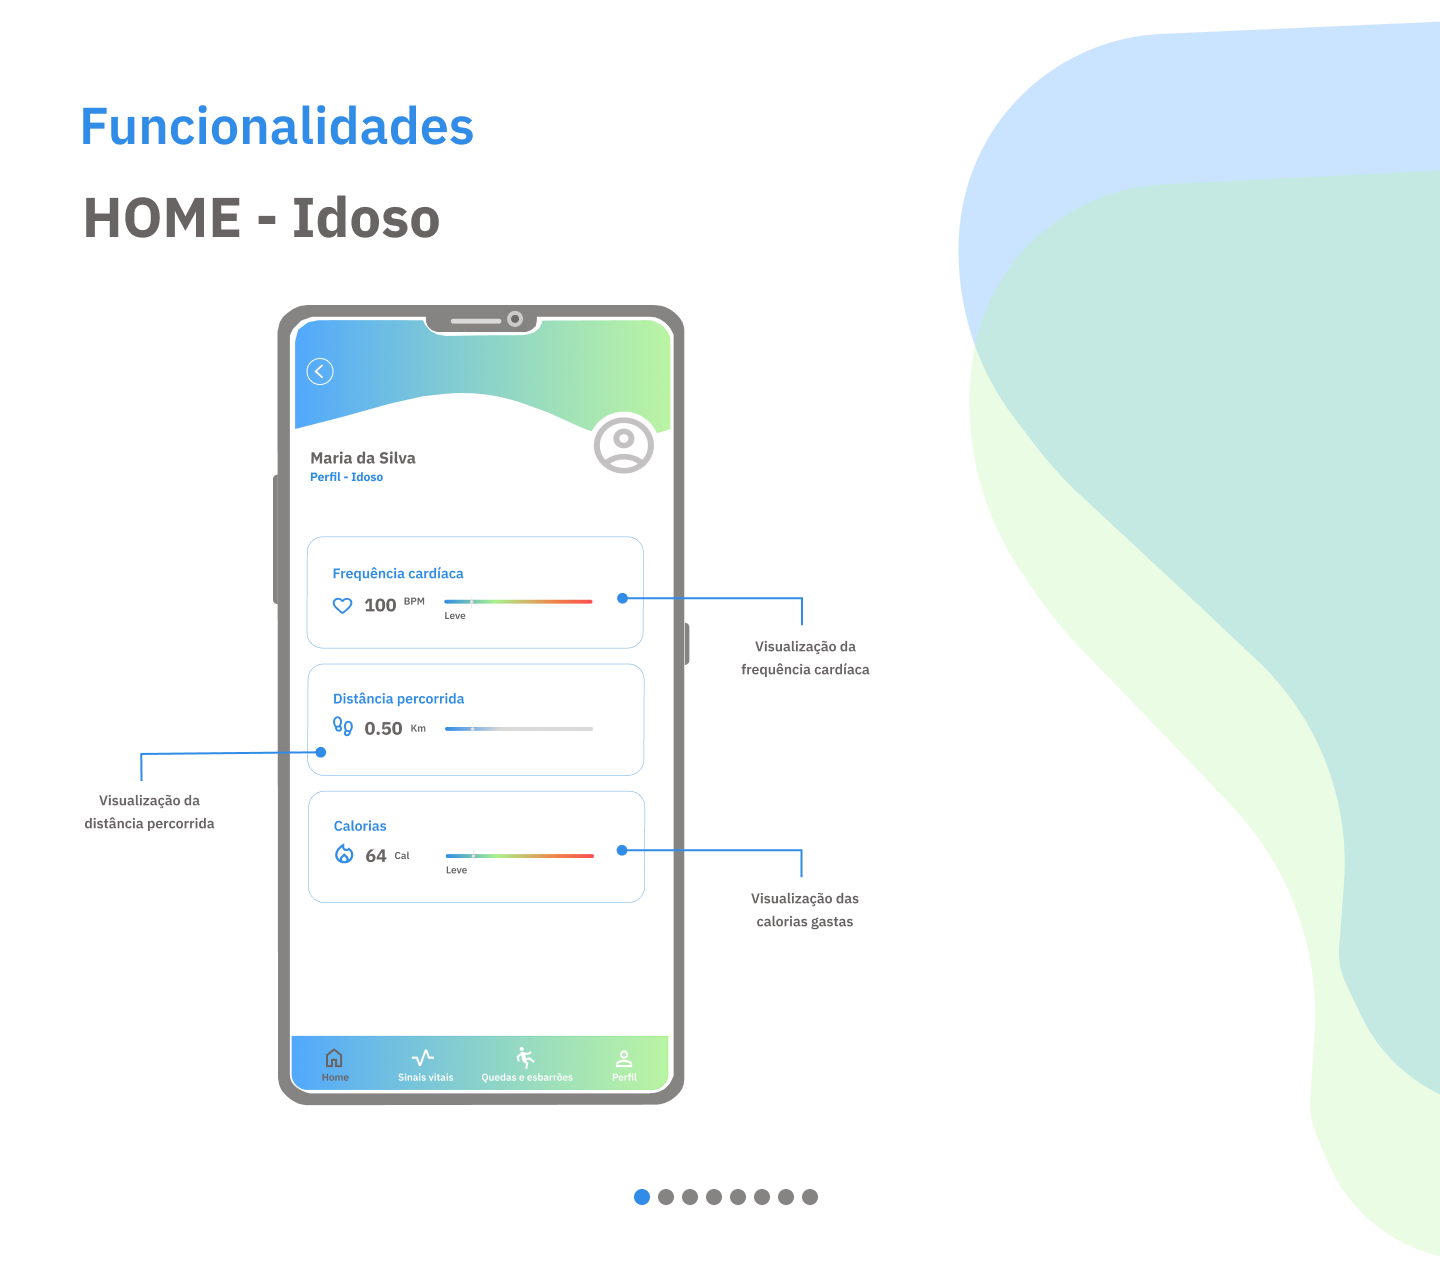 Funcionalidades
HOME - Idoso
Maria da Silva
Perfil - Idoso
Frequência cardíaca
100 BPM
Leve
Visualização da
frequência cardíaca
Distância percorrida
0.50 Km
Visualização da
distância percorrida
Calorias
64 Cal
Leve
Visualização das
calorias gastas
Home Sinais vitais Quedas e esbarrões Perfil